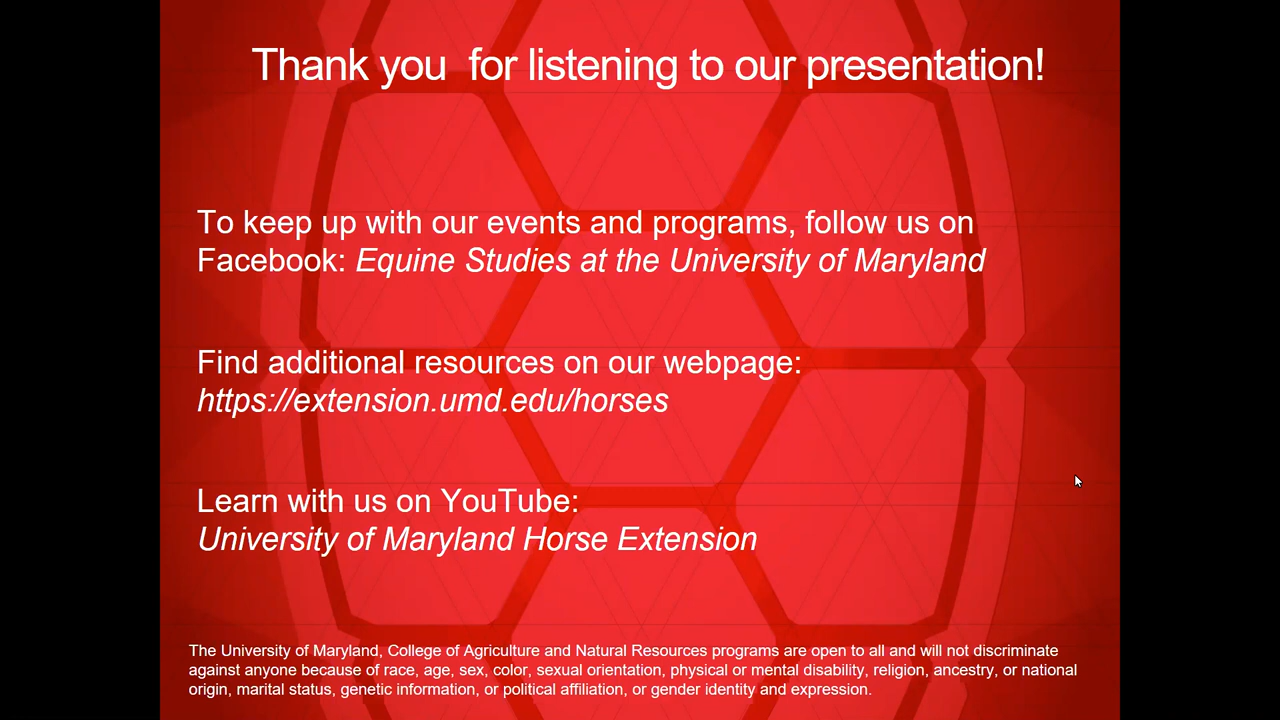 Thank you  for listening to our presentation!
To keep up with our events and programs, follow us on
Facebook: Equine Studies at the University of Maryland
Find additional resources on our webpage:
https://extension.umd.edu/horses
Learn with us on YouTube:
University of Maryland Horse Extension
The University of Maryland, College of Agriculture and Natural Resources programs are open to all and will not discriminate
against anyone because of race, age, sex, color, sexual orientation, physical or mental disability, religion, ancestry, or national
origin, marital status, genetic information, or political affiliation, or gender identity and expression.